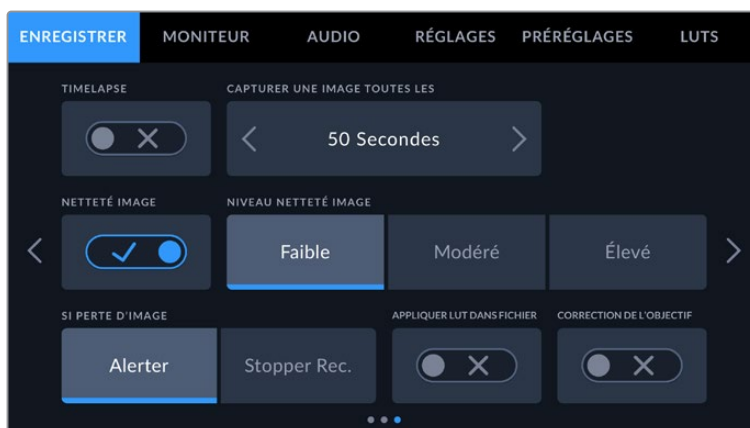 ENREGISTRER MONITEUR AUDIO RÉGLAGES PRÉRÉGLAGES LUTS
TIMELAPSE CAPTURER UNE IMAGE TOUTES LES
50 Secondes
NETTETÉ IMAGE NIVEAU NETTETÉ IMAGE
Faible Modéré Élevé
SI PERTE D'IMAGE APPLIQUER LUT DANS FICHIER CORRECTION DE L'OBJECTIF
Alerter Stopper Rec.